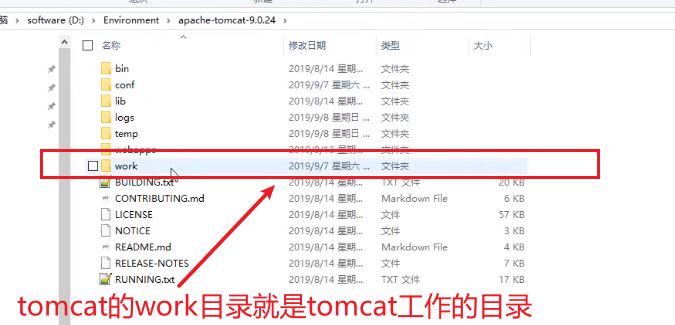 脑 › software (D:) › Environment › apache-tomcat-9.0.24 ›
名称 修改日期 类型 大小
bin 2019/8/14 星期... 文件夹
conf 2019/9/7 星期六 ... 文件夹
lib 2019/8/14 星期... 文件夹
logs 2019/9/8 星期日 ... 文件夹
temp 2019/9/8 星期日 ... 文件夹
webapps 文件夹
work 2019/9/7 星期六 ... 文件夹
BUILDING.txt 2019/8/14 星期... TXT 文件 20 KB
CONTRIBUTING.md 2019/8/14 星期... Markdown File 6 KB
LICENSE 2019/8/14 星期... 文件 57 KB
NOTICE 2019/8/14 星期... 文件 3 KB
README.md 2019/8/14 星期... Markdown File 4 KB
RELEASE-NOTES 2019/8/14 星期... 文件 8 KB
RUNNING.txt 2019/8/14 星期... TXT 文件 17 KB
tomcat的work目录就是tomcat工作的目录